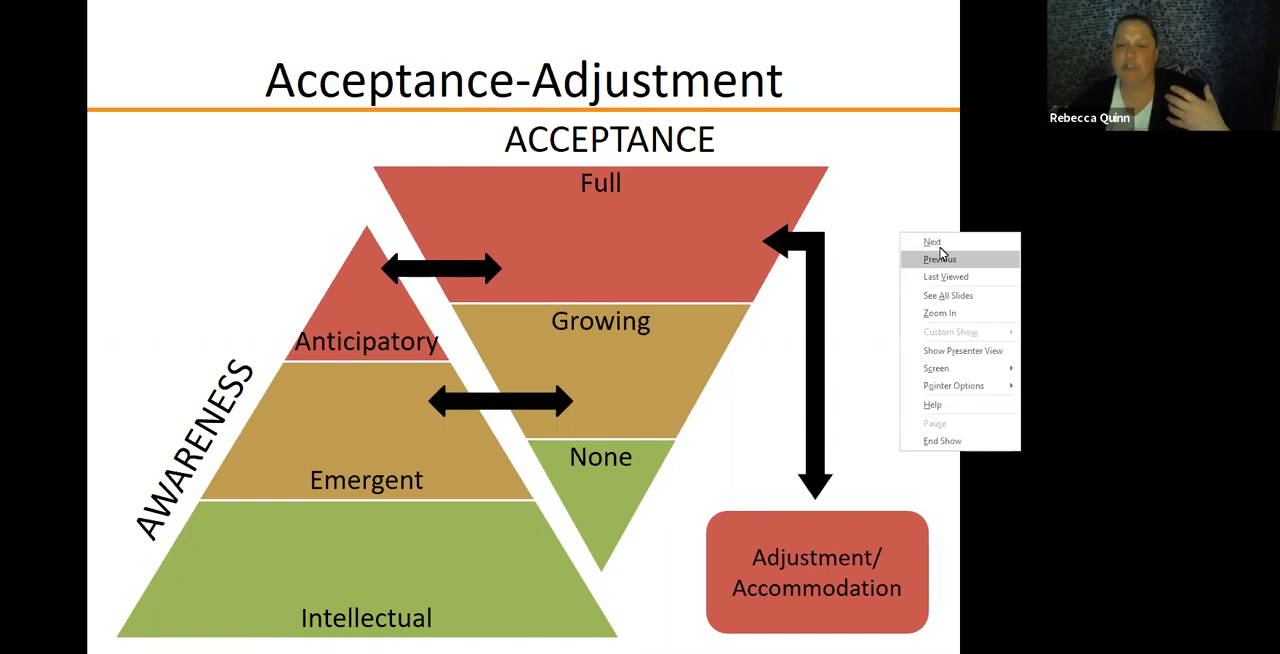 Acceptance-Adjustment
ACCEPTANCE
Full
Anticipatory
Growing
AWARENESS
Emergent
None
Intellectual
Adjustment/
Accommodation
Next
Previous
Last Viewed
See All Slides
Zoom In
Custom Show
Show Presenter View
Screen
Pointer Options
Help
Pause
End Show
Rebecca Quinn